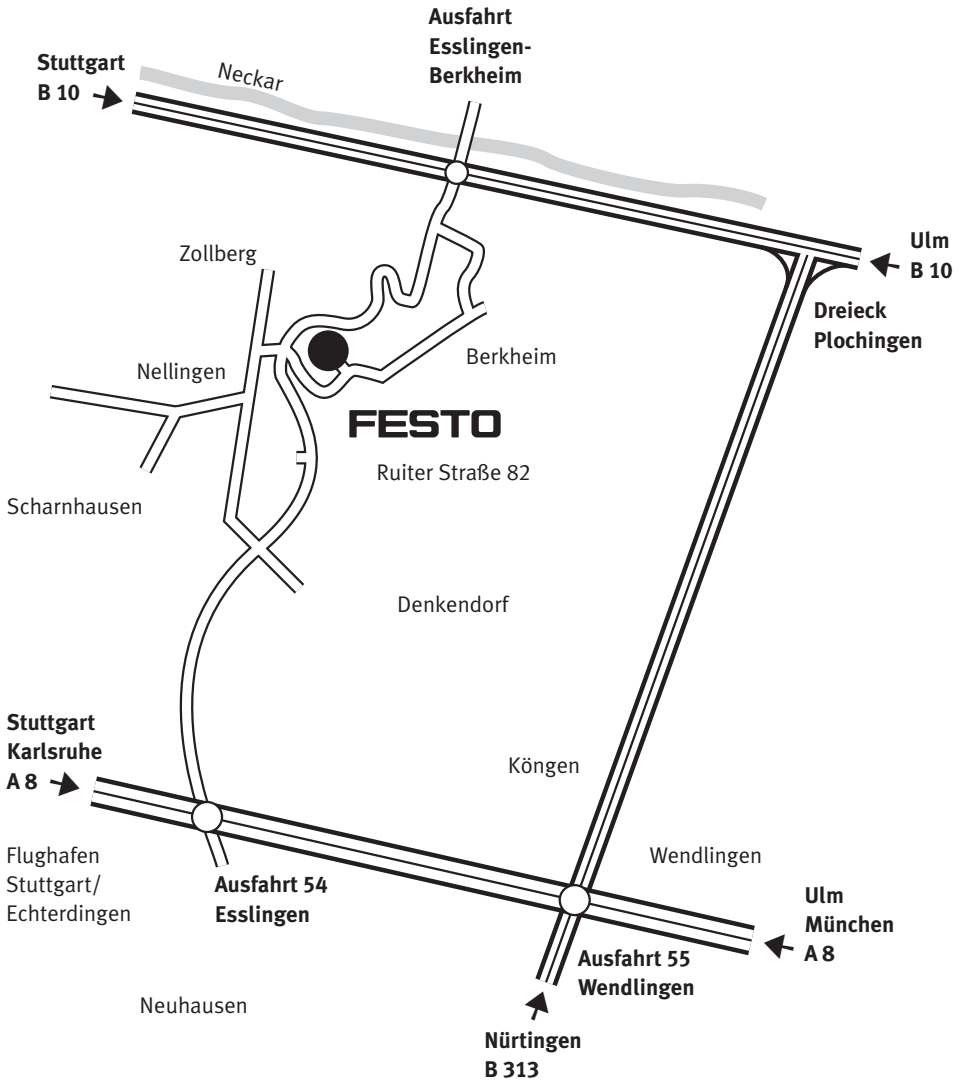 Ausfahrt
Esslingen-
Berkheim
Stuttgart
B 10
Neckar
Zollberg
Ulm
B 10
Dreieck
Plochingen
Berkheim
Nellingen
FESTO
Ruiter Straße 82
Scharnhausen
Denkendorf
Stuttgart
Karlsruhe
A 8
Köngen
Flughafen
Stuttgart/
Echterdingen
Wendlingen
Ausfahrt 54
Esslingen
Ulm
München
A 8
Ausfahrt 55
Wendlingen
Neuhausen
Nürtingen
B 313